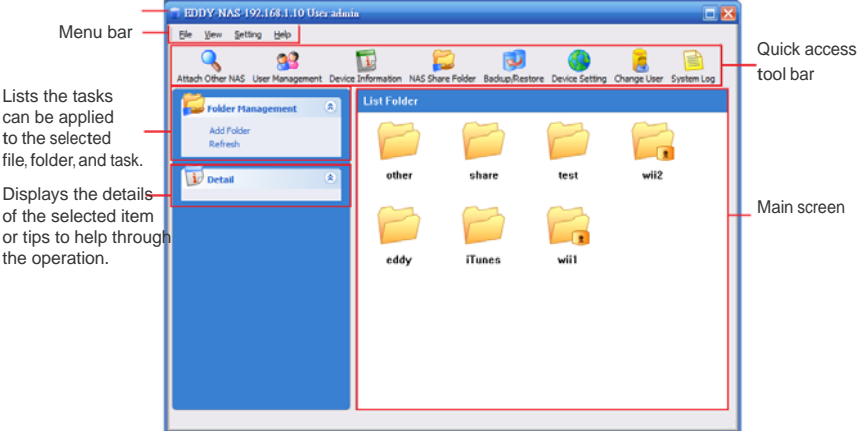 EDDY-NAS-192.168.1.10 User admin
Menu bar
File View Setting Help
Attach Other NAS User Management Device Information NAS Share Folder Backup/Restore Device Setting Change User System Log
Quick access
tool bar
Lists the tasks
can be applied
to the selected
file, folder, and task.
Folder Management
Add Folder
Refresh
Displays the details
of the selected item
or tips to help through
the operation.
Detail
List Folder
other share test wii2
eddy iTunes wii1
Main screen